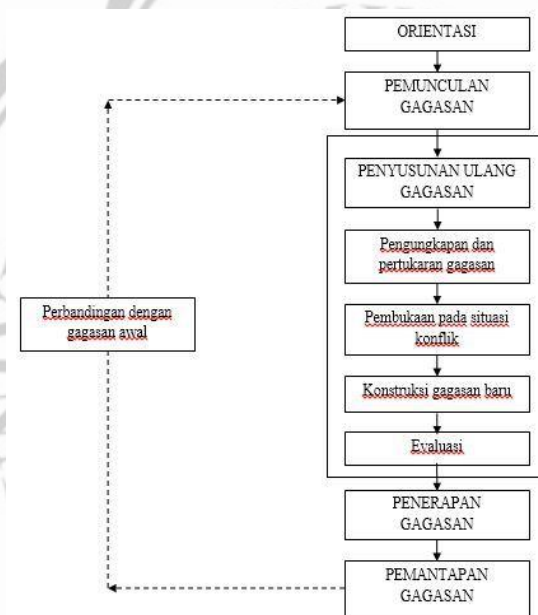 ORIENTASI
PEMUNCULAN
GAGASAN
PENYUSUNAN ULANG
GAGASAN
Pengungkapan dan
pertukaran gagasan
Pembukaan pada situasi
konflik
Konstruksi gagasan baru
Evaluasi
PENERAPAN
GAGASAN
PEMANTAPAN
GAGASAN
Perbandingan dengan
gagasan awal